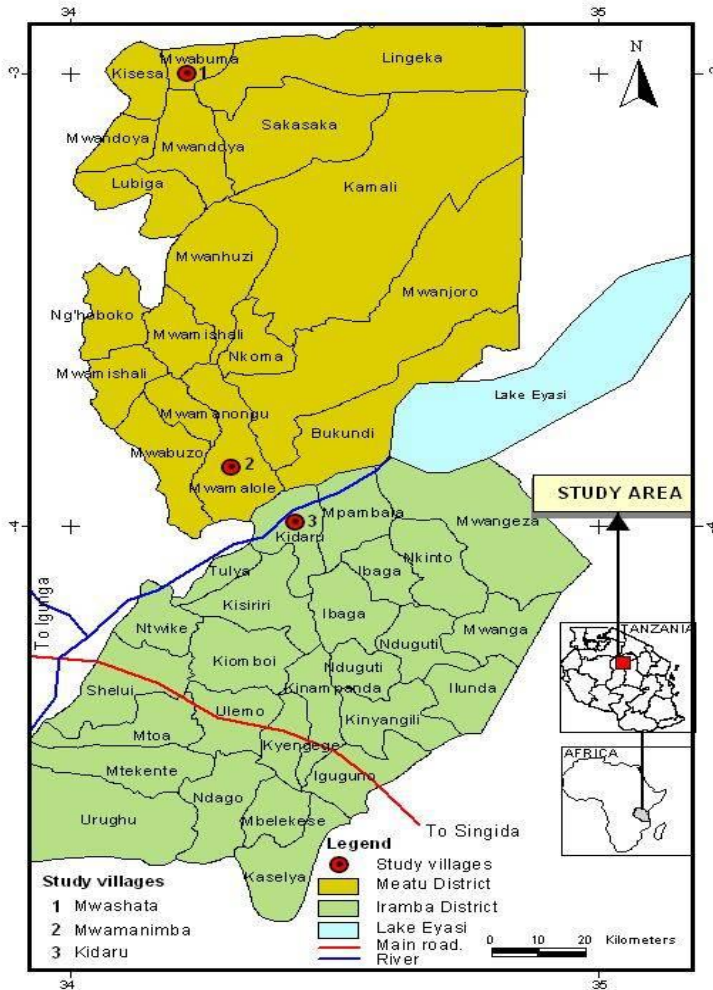 34
35
N
3
3
Mwabuma
Lingeka
Kisesa
1
Sakasaka
Mwandoya
Mwandoya
Lubiga
Kamali
Mwanhuzi
Mwanjoro
Ng'hoboko
Mwamishali
Nkoma
Mwamishali
Lake Eyasi
Mwamanongu
Bukundi
Mwabuzo
2
Mwamalole
STUDY AREA
4
4
3
Mpambala
Mwangeza
Kidaru
Nkinto
Tulya
Ibaga
Kisiriri
To Igunga
Ibaga
Ntwike
Mwanga
TANZANIA
Nduguti
Kiomboi
Nduguti
Shelui
Kinampanda
Ilunda
Ulemo
Kinyangili
Mtoa
Kyengege
AFRICA
Mtekente
Iguguno
Ndago
Urughu
Mbelekese
To Singida
Kaselya
Legend
Study villages
Meatu District
Iramba District
Lake Eyasi
Main road.
River
Study villages
1 Mwashata
2 Mwamanimba
3 Kidaru
0 10 20 Kilometers
34
35